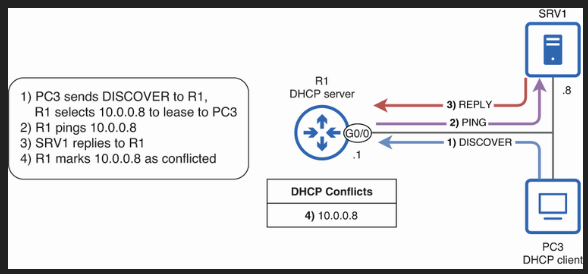 SRV1
.8
1) PC3 sends DISCOVER to R1,
R1 selects 10.0.0.8 to lease to PC3
2) R1 pings 10.0.0.8
3) SRV1 replies to R1
4) R1 marks 10.0.0.8 as conflicted
R1
DHCP server
G0/0
.1
3) REPLY
2) PING
1) DISCOVER
DHCP Conflicts
4) 10.0.0.8
PC3
DHCP client